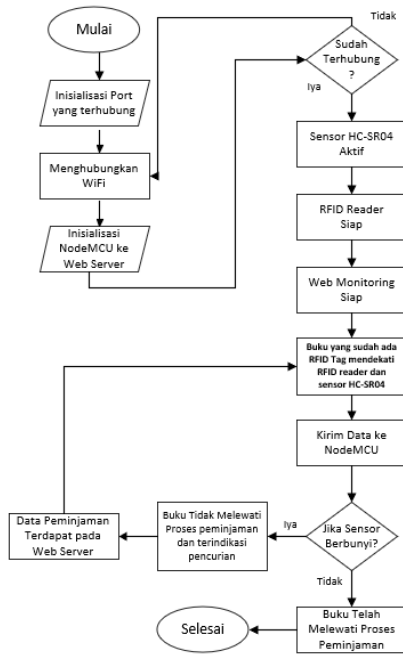 Mulai
Inisialisasi Port
yang terhubung
Menghubungkan
WiFi
Inisialisasi
NodeMCU ke
Web Server
Tidak
Sudah
Terhubung
?
Iya
Sensor HC-SR04
Aktif
RFID Reader
Siap
Web Monitoring
Siap
Buku yang sudah ada
RFID Tag mendekati
RFID reader dan
sensor HC-SR04
Kirim Data ke
NodeMCU
Jika Sensor
Berbunyi?
Iya
Buku Tidak Melewati
Proses peminjaman
dan terindikasi
pencurian
Data Peminjaman
Terdapat pada
Web Server
Tidak
Buku Telah
Melewati Proses
Peminjaman
Selesai